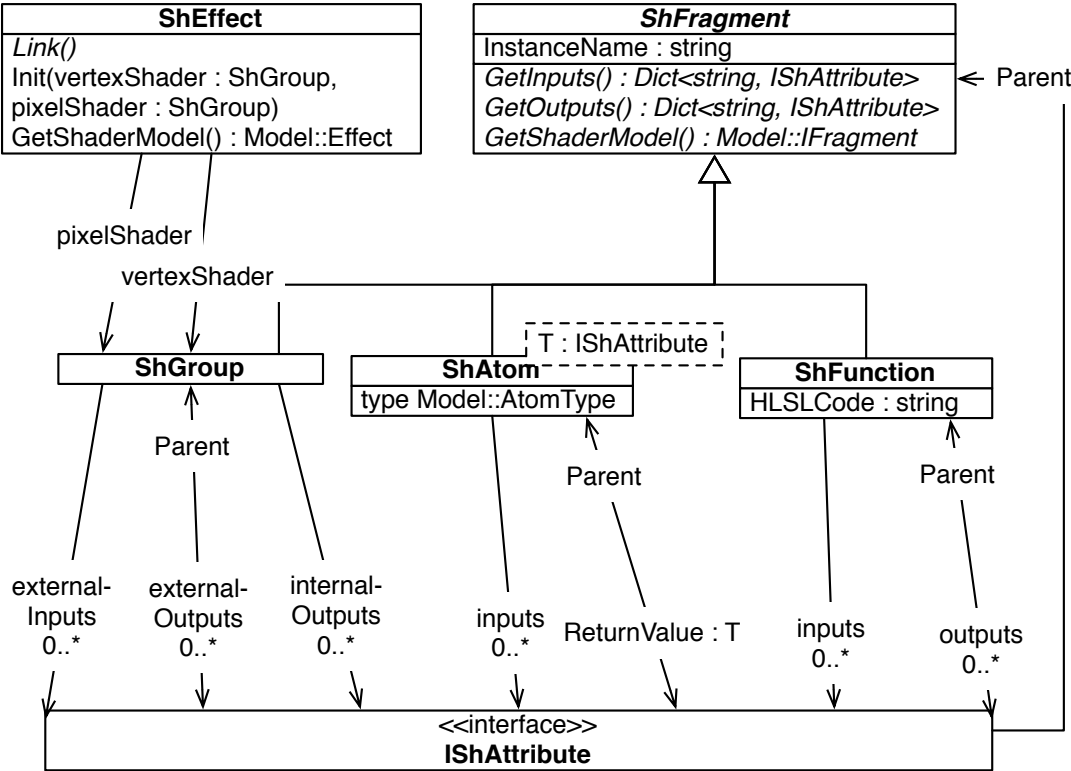 ShEffect
Link()
Init(vertexShader : ShGroup,
pixelShader : ShGroup)
GetShaderModel() : Model::Effect
ShFragment
InstanceName : string
GetInputs() : Dict<string, IShAttribute>
GetOutputs() : Dict<string, IShAttribute>
GetShaderModel() : Model::IFragment
Parent
pixelShader
vertexShader
ShGroup
T : IShAttribute
ShAtom
type Model::AtomType
ShFunction
HLSLCode : string
Parent
Parent
Parent
external-
Inputs
0..*
external-
Outputs
0..*
internal-
Outputs
0..*
inputs
0..*
ReturnValue : T
inputs
0..*
outputs
0..*
<<interface>>
IShAttribute